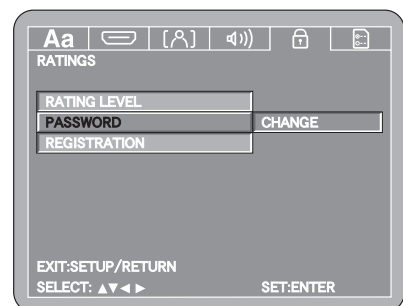 Aa
RATINGS
RATING LEVEL
PASSWORD CHANGE
REGISTRATION
EXIT:SETUP/RETURN
SELECT: ▲▼◄ ► SET:ENTER